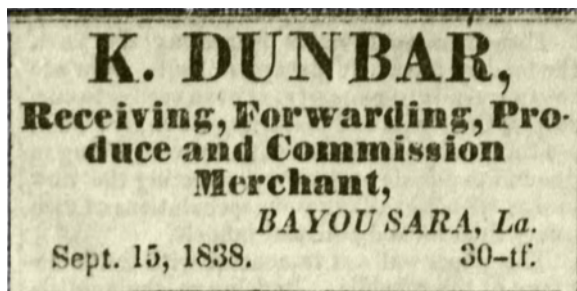 K. DUNBAR,
Receiving, Forwarding, Pro-
duce and Commission
Merchant,
BAYOU SARA, La.
Sept. 15, 1838. 30-tf.